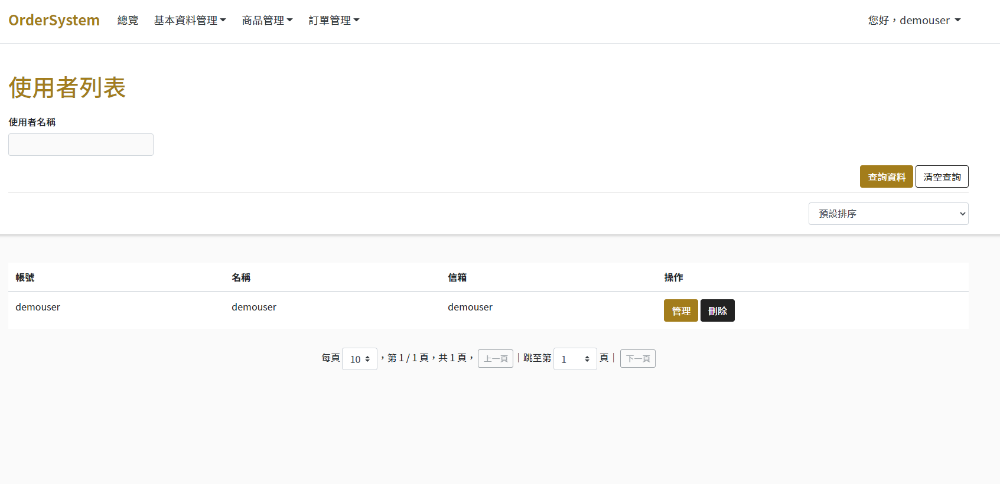 OrderSystem 總覽 基本資料管理 商品管理 訂單管理 您好，demouser
使用者列表
使用者名稱
查詢資料 清空查詢
預設排序
帳號 名稱 信箱 操作
demouser demouser demouser 管理 刪除
每頁 10 ，第 1 / 1 頁，共 1 頁， 上一頁 | 跳至第 1 頁 | 下一頁